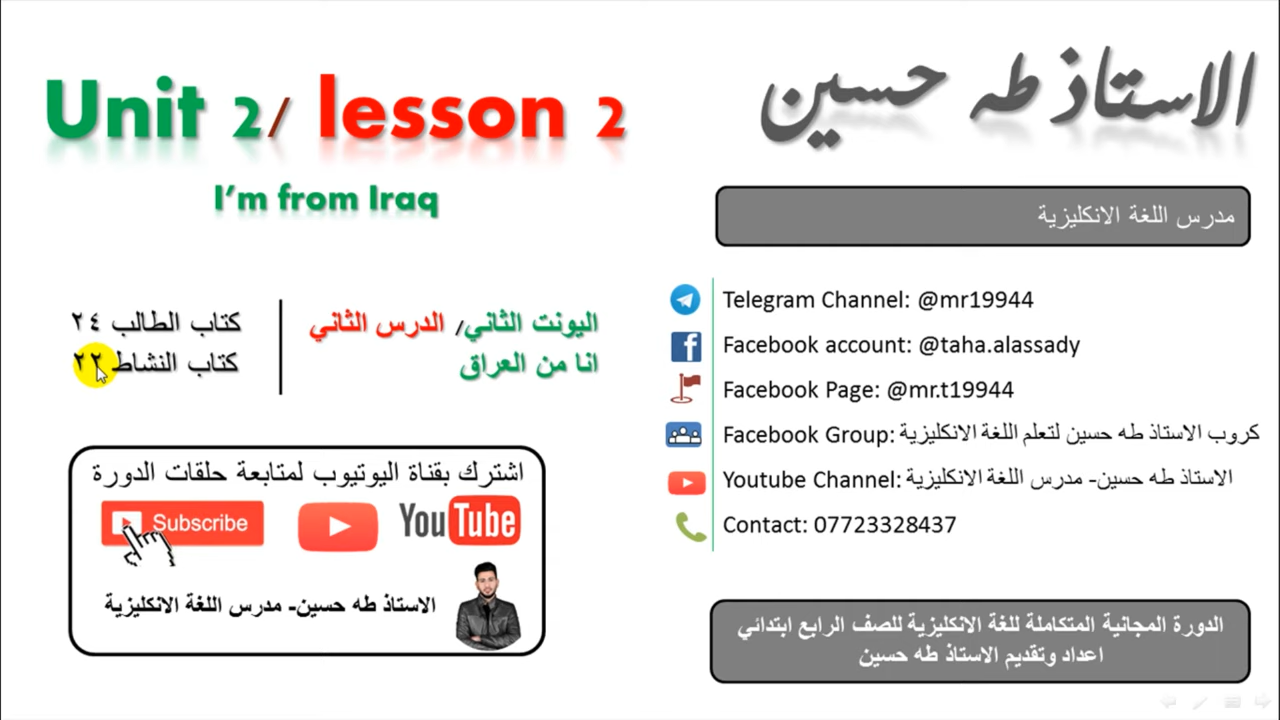 Unit 2/ lesson 2
I'm from Iraq
اليونت الثاني/ الدرس الثاني
انا من العراق
كتاب الطالب ٢٤
كتاب النشاط ٢٢
اشترك بقناة اليوتيوب لمتابعة حلقات الدورة
Subscribe
YouTube
الاستاذ طه حسين- مدرس اللغة الانكليزية
الاستاذ طه حسين
مدرس اللغة الانكليزية
Telegram Channel: @mr19944
Facebook account: @taha.alassady
Facebook Page: @mr.t19944
Facebook Group: كروب الاستاذ طه حسين لتعلم اللغة الانكليزية
Youtube Channel: الاستاذ طه حسين- مدرس اللغة الانكليزية
Contact: 07723328437
الدورة المجانية المتكاملة للغة الانكليزية للصف الرابع ابتدائي
اعداد وتقديم الاستاذ طه حسين